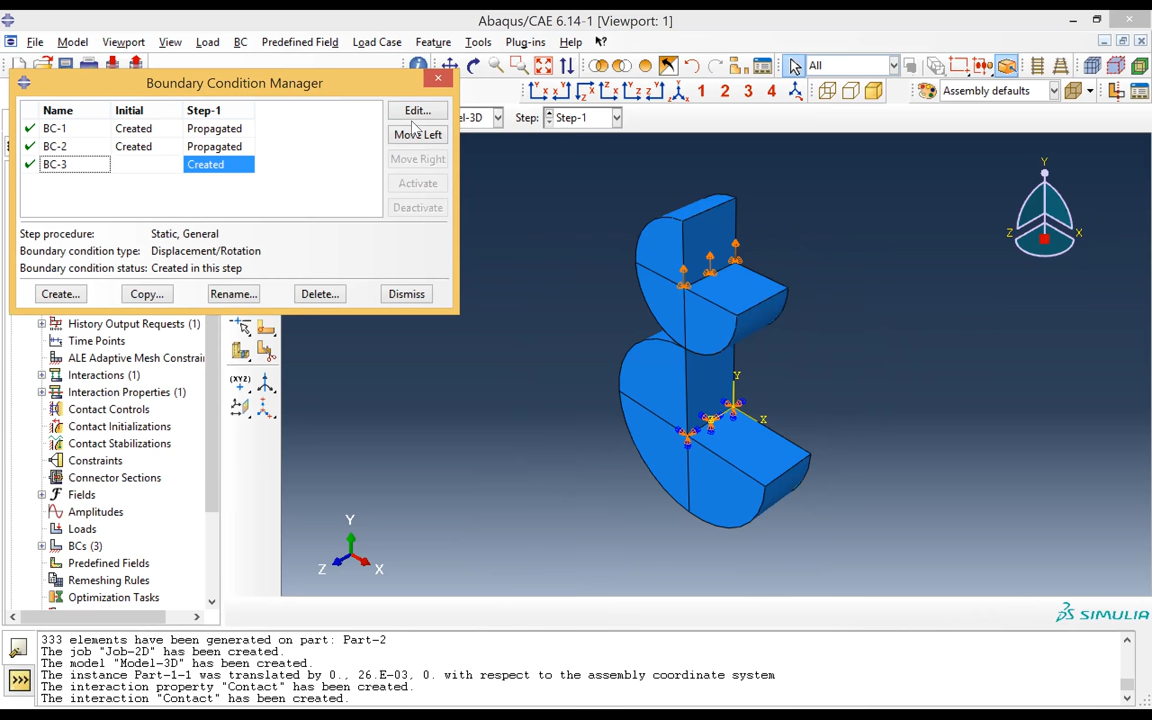 Abaqus/CAE 6.14-1 [Viewport: 1]
File Model Viewport View Load BC Predefined Field Load Case Feature Tools Plug-ins Help
All
1 2 3 4 Assembly defaults
Boundary Condition Manager
Name Initial Step-1
BC-1 Created Propagated
BC-2 Created Propagated
BC-3 Created
Edit...
Move Left
Move Right
Activate
Deactivate
Step procedure: Static, General
Boundary condition type: Displacement/Rotation
Boundary condition status: Created in this step
Create... Copy... Rename... Delete... Dismiss
el-3D Step: Step-1
History Output Requests (1)
Time Points
ALE Adaptive Mesh Constrai
Interactions (1)
Interaction Properties (1)
Contact Controls
Contact Initializations
Contact Stabilizations
Constraints
Connector Sections
Fields
Amplitudes
Loads
BCs (3)
Predefined Fields
Remeshing Rules
Optimization Tasks
(XYZ)
Y
Z X
Y
X
Y
Z X
SIMULIA
333 elements have been generated on part: Part-2
The job "Job-2D" has been created.
The model "Model-3D" has been created.
The instance Part-1-1 was translated by 0., 26.E-03, 0. with respect to the assembly coordinate system
The interaction property "Contact" has been created.
The interaction "Contact" has been created.